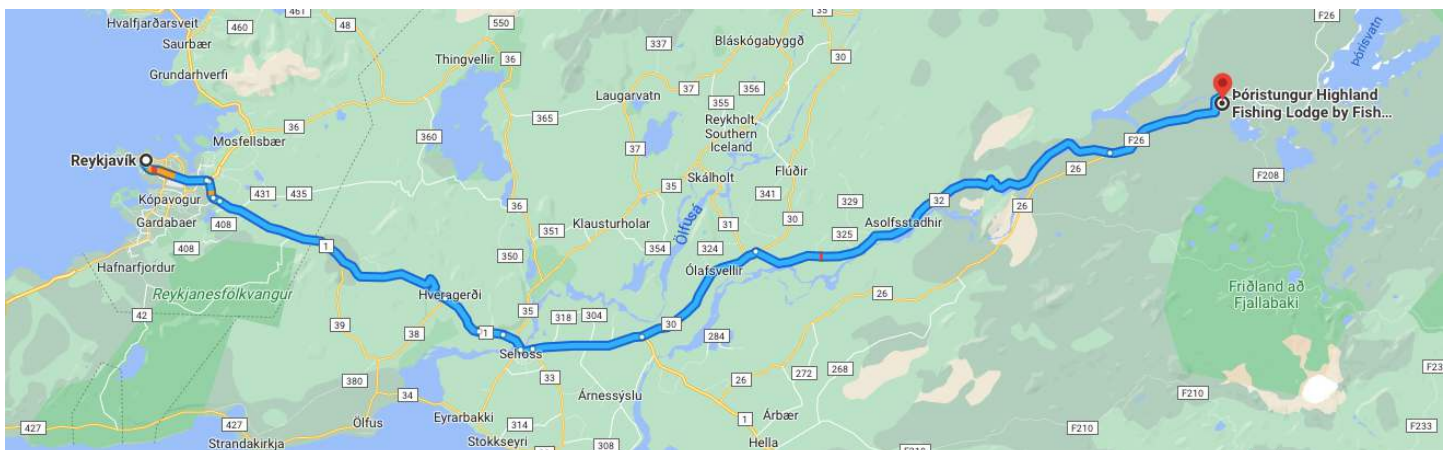 461
F26
Hvalfjarðarsveit
460
48
550
35
Þórisvatn
Saurbær
337
Bláskógabyggð
Thingvellir
36
30
Grundarhverfi
37
356
Þóristungur Highland
Fishing Lodge by Fish...
Laugarvatn
355
36
365
Reykholt,
Southern
Iceland
Mosfellsbær
360
F26
Reykjavík
37
26
Skálholt
Flúðir
F208
431
435
35
341
329
32
Kópavogur
36
26
Gardabaer
408
Klausturholar
31
30
Asolfsstadhir
351
Ölfusá
325
408
1
354
324
Hafnarfjordur
350
Ólafsvellir
Friðland að
Fjallabaki
Reykjanesfólkvangur
Hveragerði
26
42
35
318
304
39
38
1
30
284
Selfoss
F23
380
33
26
272
268
34
Árnessýslu
F210
427
427
Ölfus
Eyrarbakki
Árbær
314
1
F210
F233
Strandakirkja
Stokkseyri
308
Hella
F210